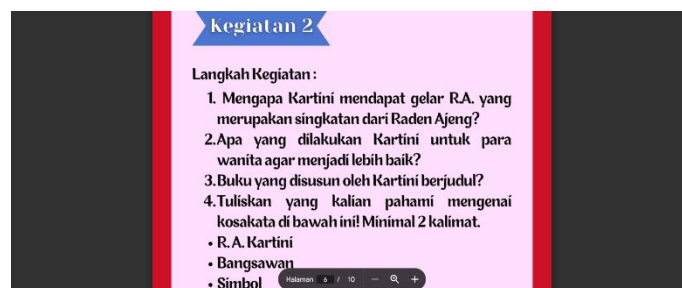 Kegiatan 2
Langkah Kegiatan :
1. Mengapa Kartini mendapat gelar R.A. yang
merupakan singkatan dari Raden Ajeng?
2.Apa yang dilakukan Kartini untuk para
wanita agar menjadi lebih baik?
3.Buku yang disusun oleh Kartini berjudul?
4.Tuliskan yang kalian pahami mengenai
kosakata di bawah ini! Minimal 2 kalimat.
• R. A. Kartini
• Bangsawan
• Simbol
Halaman 6 / 10